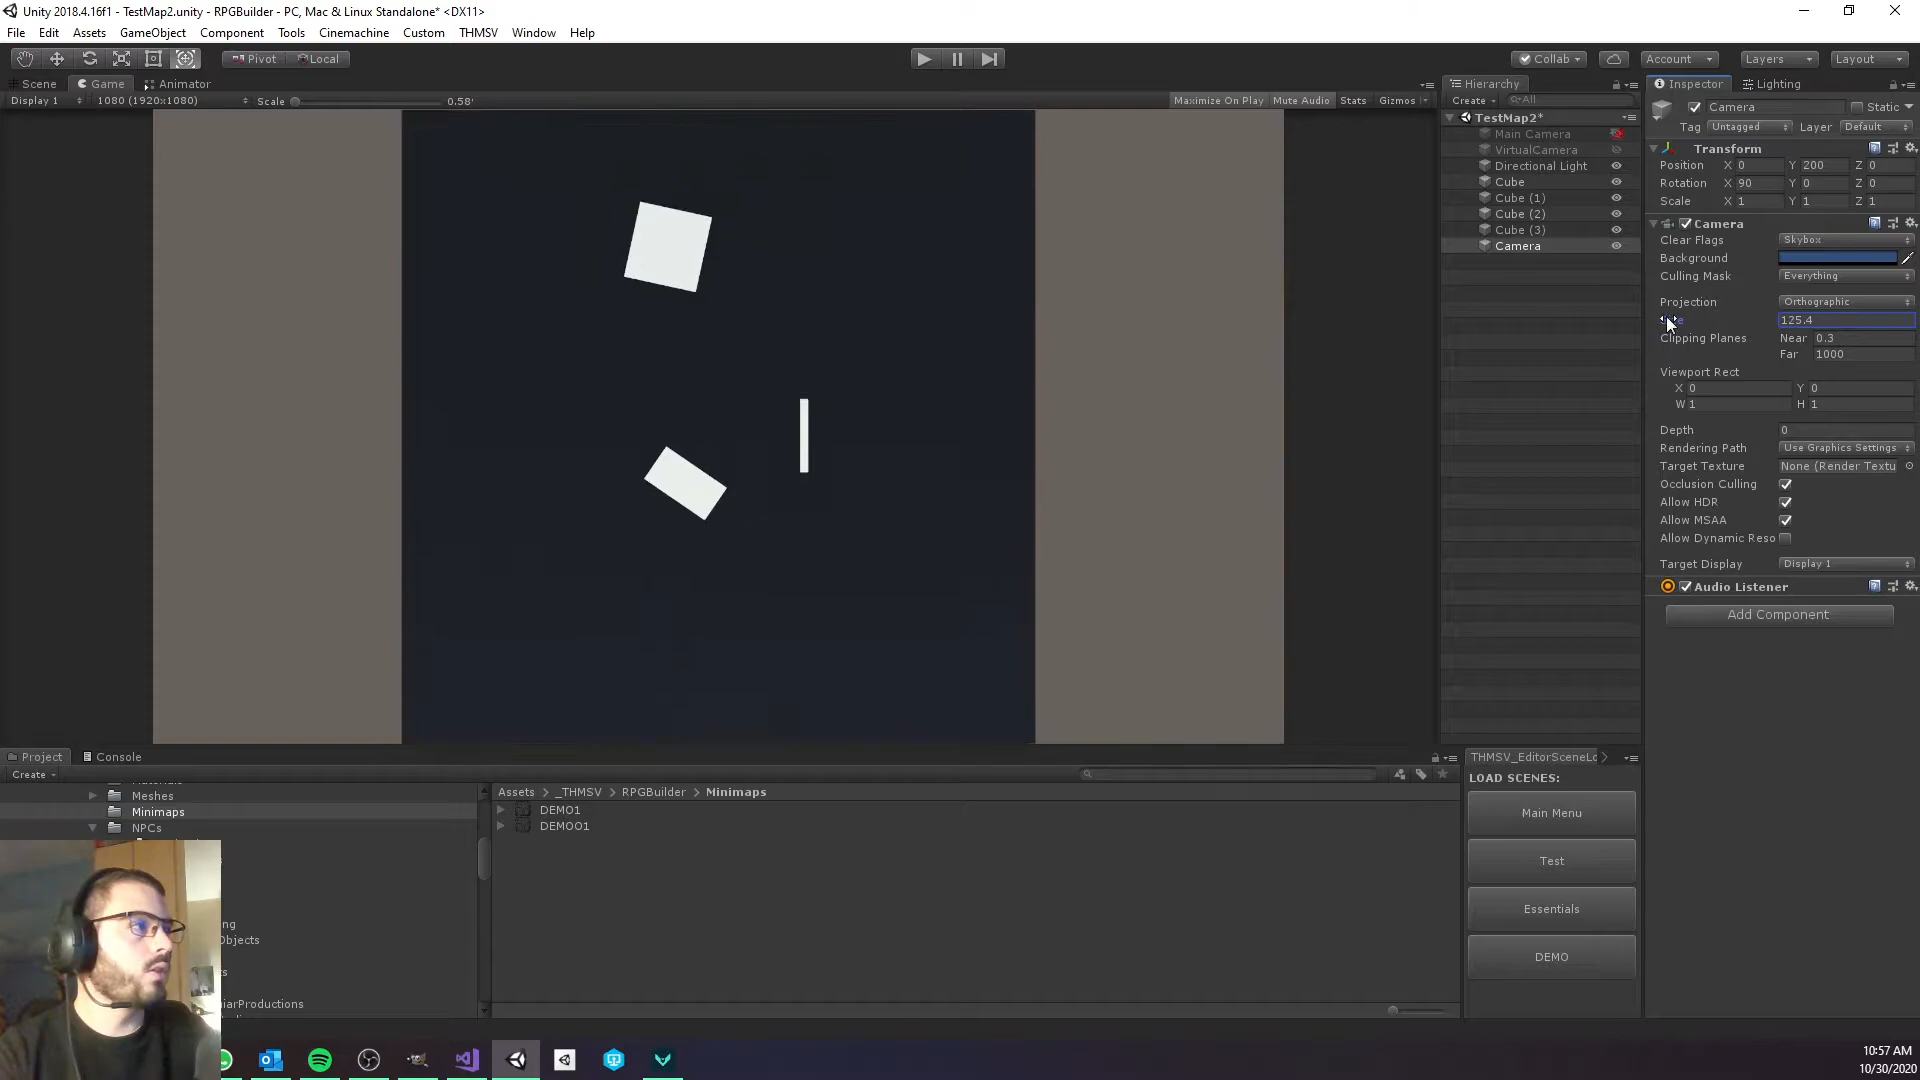 Unity 2018.4.16f1 - TestMap2.unity - RPGBuilder - PC, Mac & Linux Standalone* <DX11>
File Edit Assets GameObject Component Tools Cinemachine Custom THMSV Window Help
Pivot Local Collab Account Layers Layout
Scene Game Animator
Display 1 1080 (1920x1080) Scale 0.58' Maximize On Play Mute Audio Stats Gizmos
Hierarchy
Create All
TestMap2*
Main Camera
VirtualCamera
Directional Light
Cube
Cube (1)
Cube (2)
Cube (3)
Camera
Inspector Lighting
Camera Static
Tag Untagged Layer Default
Transform
Position X 0 Y 200 Z 0
Rotation X 90 Y 0 Z 0
Scale X 1 Y 1 Z 1
Camera
Clear Flags Skybox
Background
Culling Mask Everything
Projection Orthographic
125.4
Clipping Planes Near 0.3
Far 1000
Viewport Rect
X 0 Y 0
W 1 H 1
Depth 0
Rendering Path Use Graphics Settings
Target Texture None (Render Textu
Occlusion Culling
Allow HDR
Allow MSAA
Allow Dynamic Reso
Target Display Display 1
Audio Listener
Add Component
Project Console
Create
Meshes
Minimaps
NPCs
Assets _THMSV RPGBuilder Minimaps
DEMO1
DEMOO1
ng
Objects
ts
iarProductions
THMSV_EditorSceneLo
LOAD SCENES:
Main Menu
Test
Essentials
DEMO
10:57 AM
10/30/2020